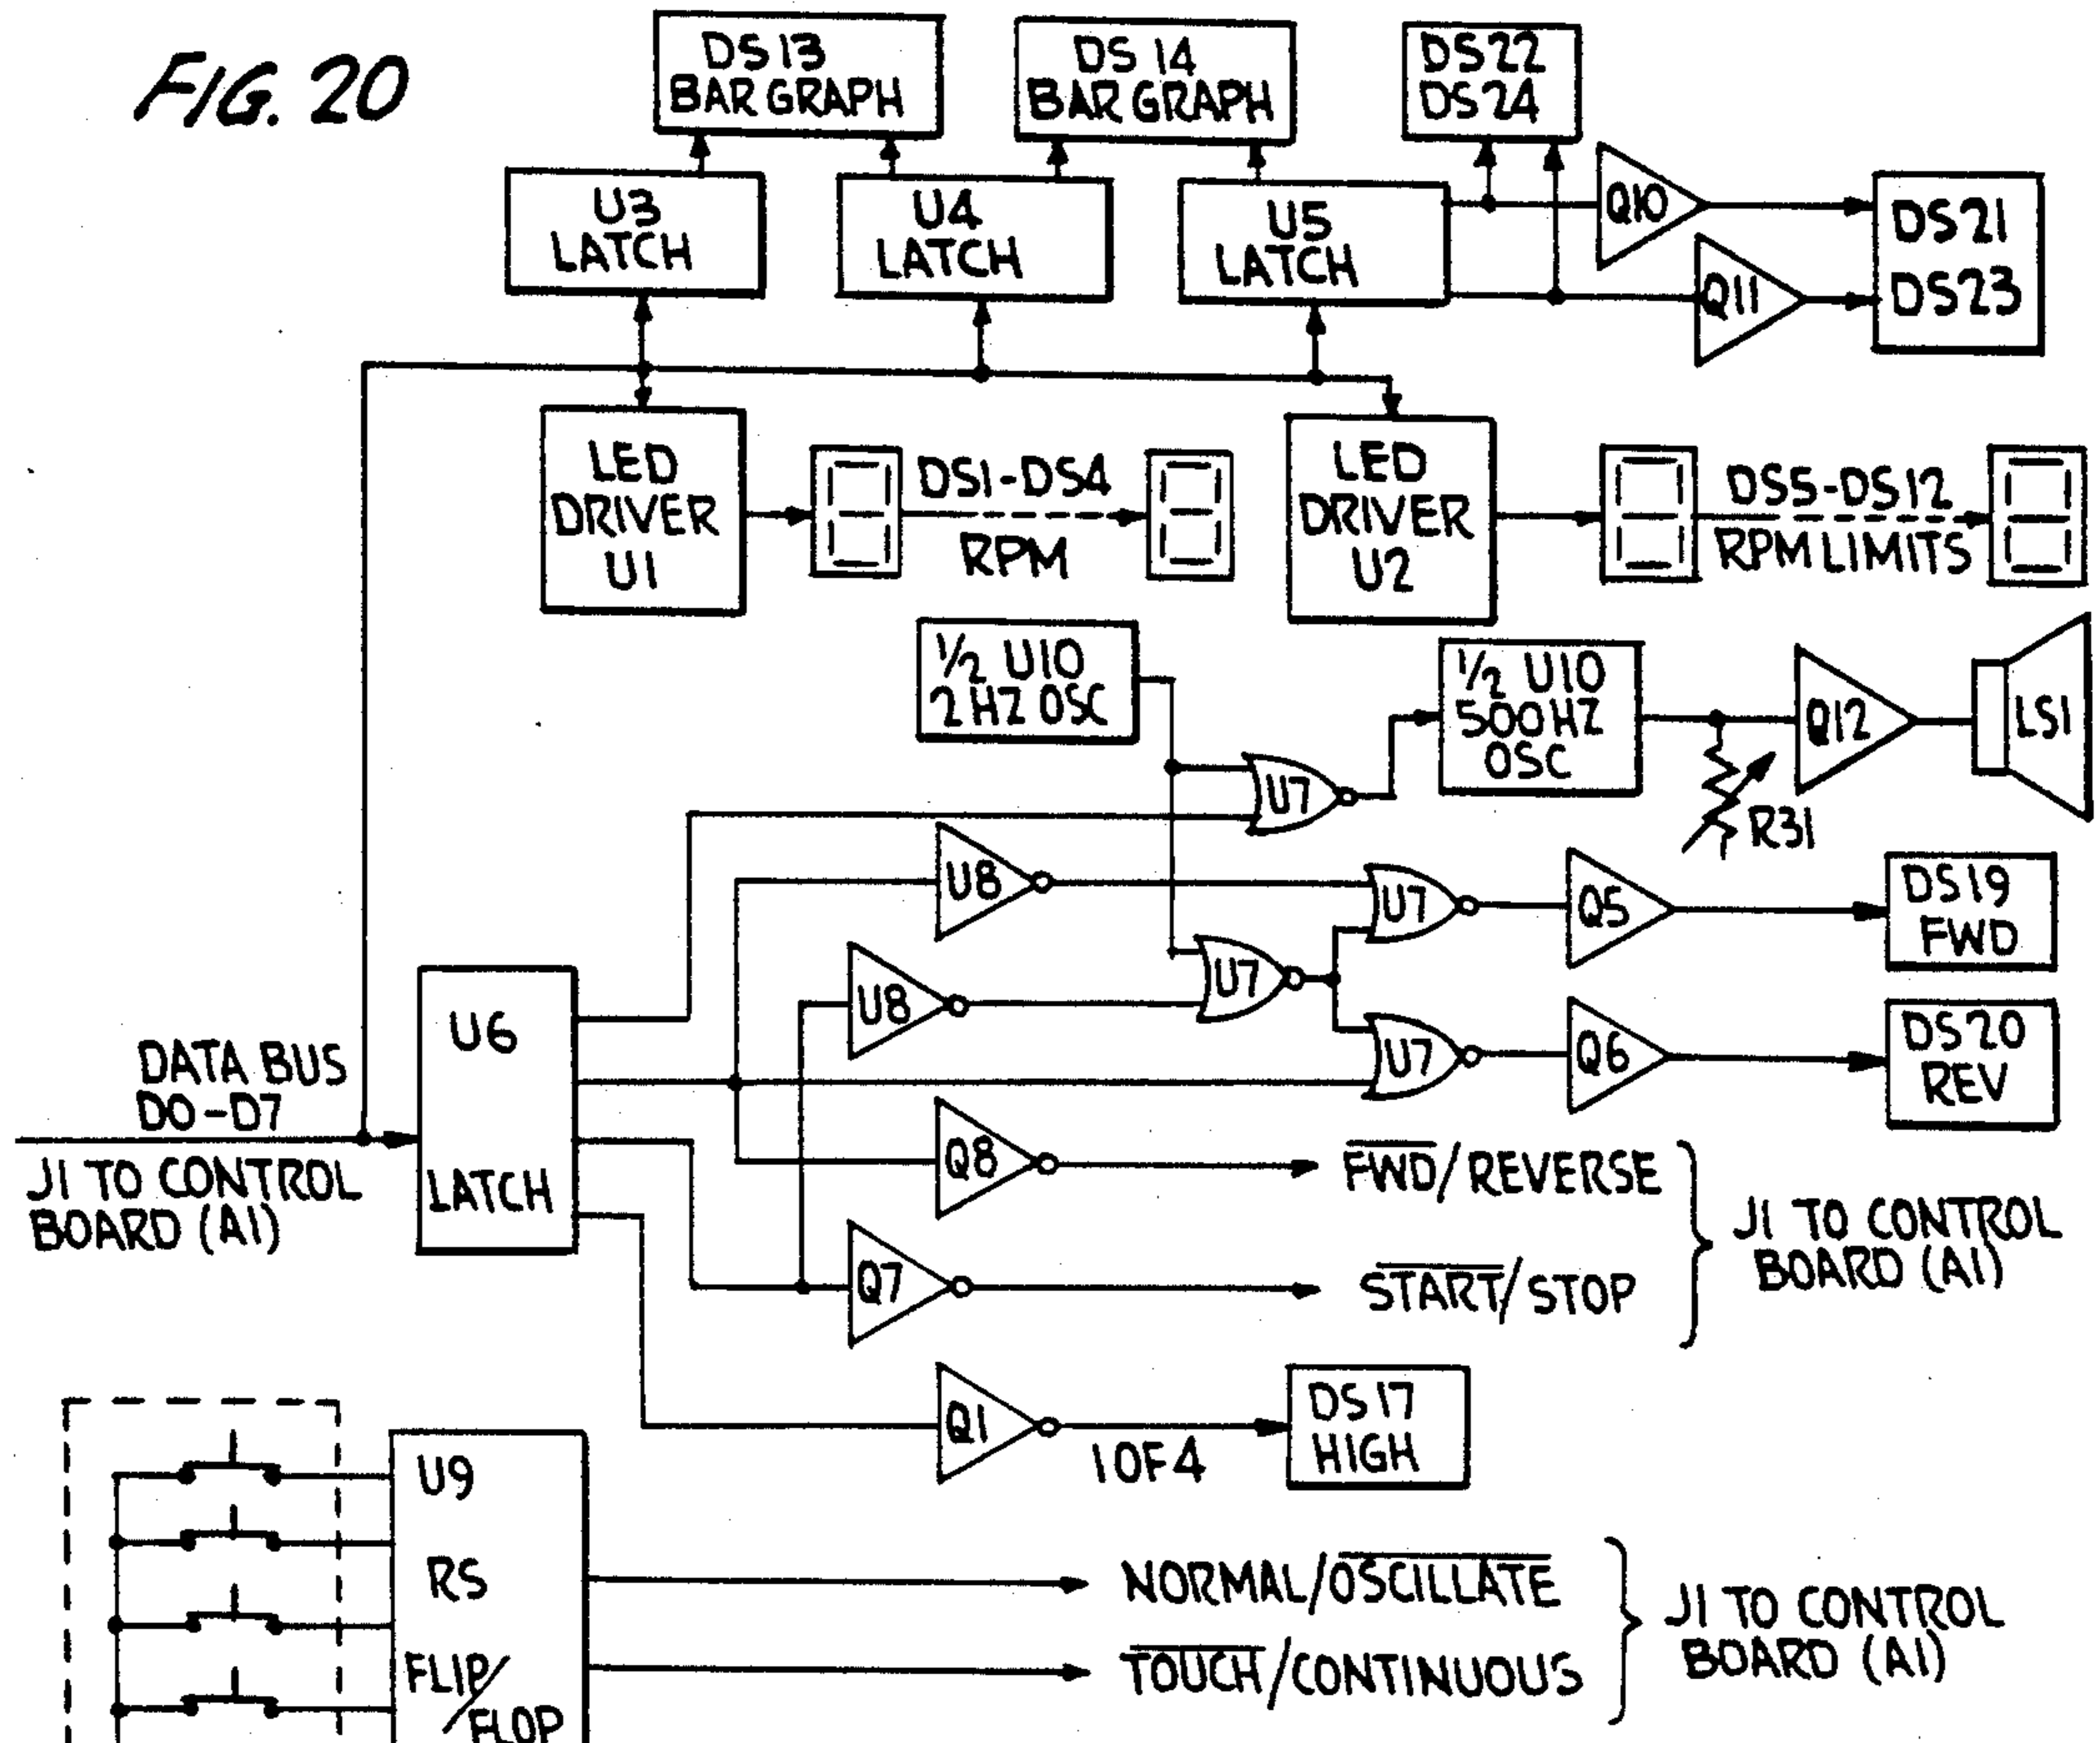 FIG. 20
DS13
BAR GRAPH
DS14
BAR GRAPH
DS22
DS24
U3
LATCH
U4
LATCH
U5
LATCH
Q10
Q11
DS21
DS23
LED
DRIVER
U1
DS1-DS4
RPM
LED
DRIVER
U2
DS5-DS12
RPM LIMITS
1/2 U10
2 HZ OSC
1/2 U10
500HZ
OSC
Q12
LS1
U7
R31
U8
U7
Q5
DS19
FWD
U8
U7
U6
LATCH
U7
Q6
DS20
REV
DATA BUS
D0-D7
J1 TO CONTROL
BOARD (A1)
Q8
FWD/REVERSE
Q7
START/STOP
J1 TO CONTROL
BOARD (A1)
Q1
1 OF 4
DS17
HIGH
U9
RS
FLIP/
FLOP
NORMAL/OSCILLATE
TOUCH/CONTINUOUS
J1 TO CONTROL
BOARD (A1)